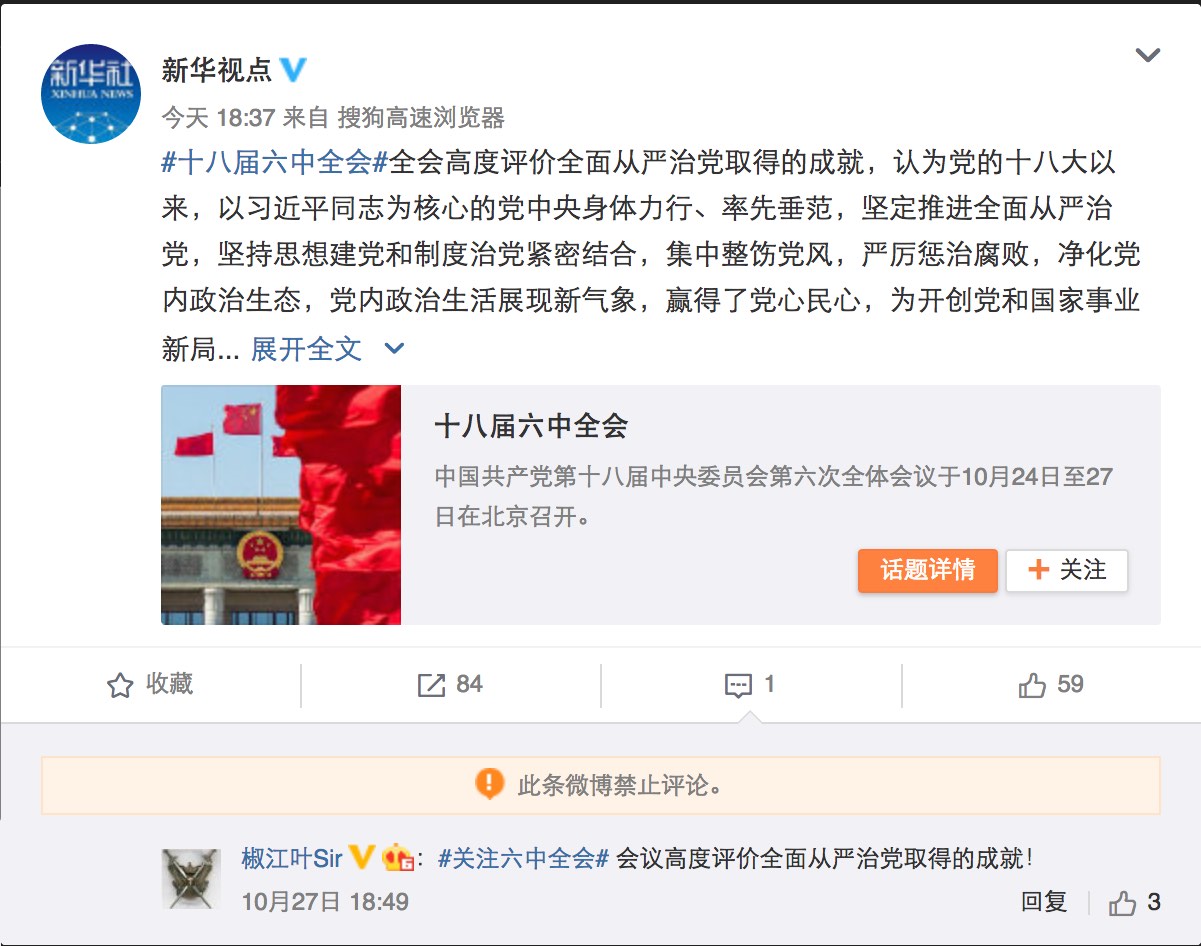 新华社
XINHUA NEWS
新华视点
今天 18:37 来自 搜狗高速浏览器
#十八届六中全会#全会高度评价全面从严治党取得的成就，认为党的十八大以
来，以习近平同志为核心的党中央身体力行、率先垂范，坚定推进全面从严治
党，坚持思想建党和制度治党紧密结合，集中整饬党风，严厉惩治腐败，净化党
内政治生态，党内政治生活展现新气象，赢得了党心民心，为开创党和国家事业
新局... 展开全文
十八届六中全会
中国共产党第十八届中央委员会第六次全体会议于10月24日至27
日在北京召开。
话题详情 + 关注
收藏 84 1 59
此条微博禁止评论。
椒江叶Sir 6 : #关注六中全会# 会议高度评价全面从严治党取得的成就！
10月27日 18:49 回复 3